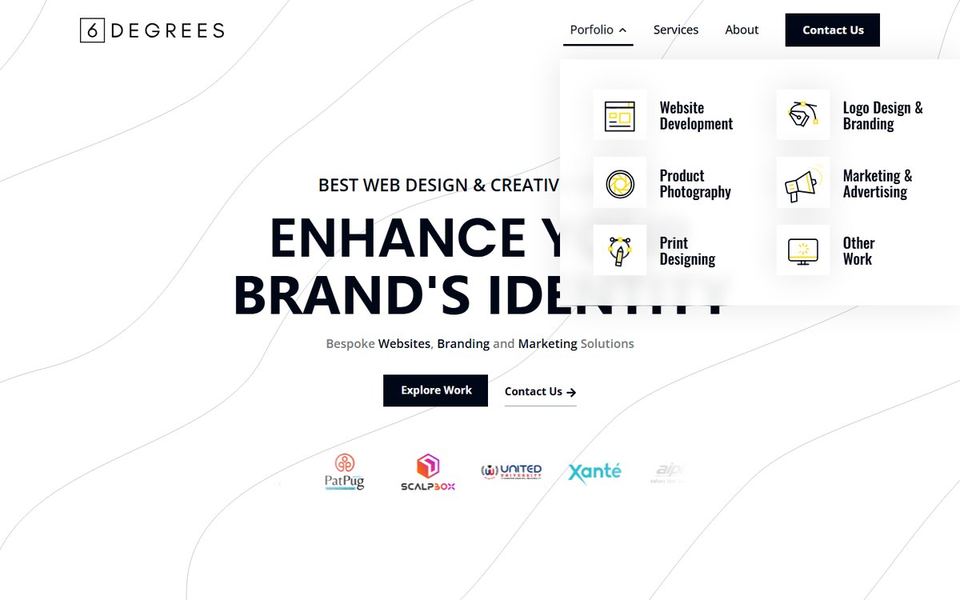 6 DEGREES
Porfolio
Services
About
Contact Us
Website
Development
Logo Design &
Branding
Product
Photography
Marketing &
Advertising
Print
Designing
Other
Work
BEST WEB DESIGN & CREATIV
ENHANCE Y
BRAND'S IDENTITY
Bespoke Websites, Branding and Marketing Solutions
Explore Work
Contact Us
PatPug
SCALPBOX
UNITED
UNIVERSITY
Xanté